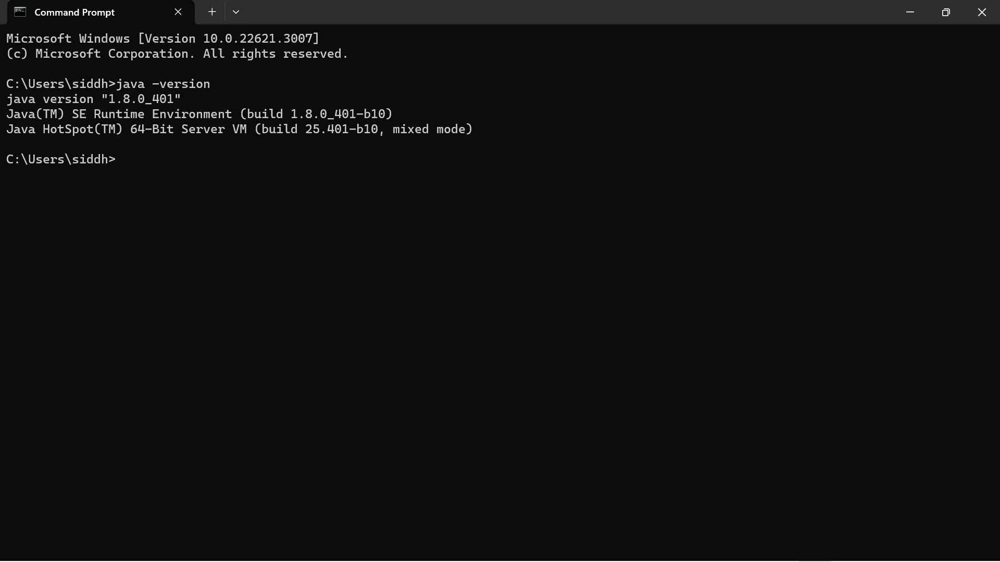 Command Prompt
Microsoft Windows [Version 10.0.22621.3007]
(c) Microsoft Corporation. All rights reserved.
C:\Users\siddh>java -version
java version "1.8.0_401"
Java(TM) SE Runtime Environment (build 1.8.0_401-b10)
Java HotSpot(TM) 64-Bit Server VM (build 25.401-b10, mixed mode)
C:\Users\siddh>